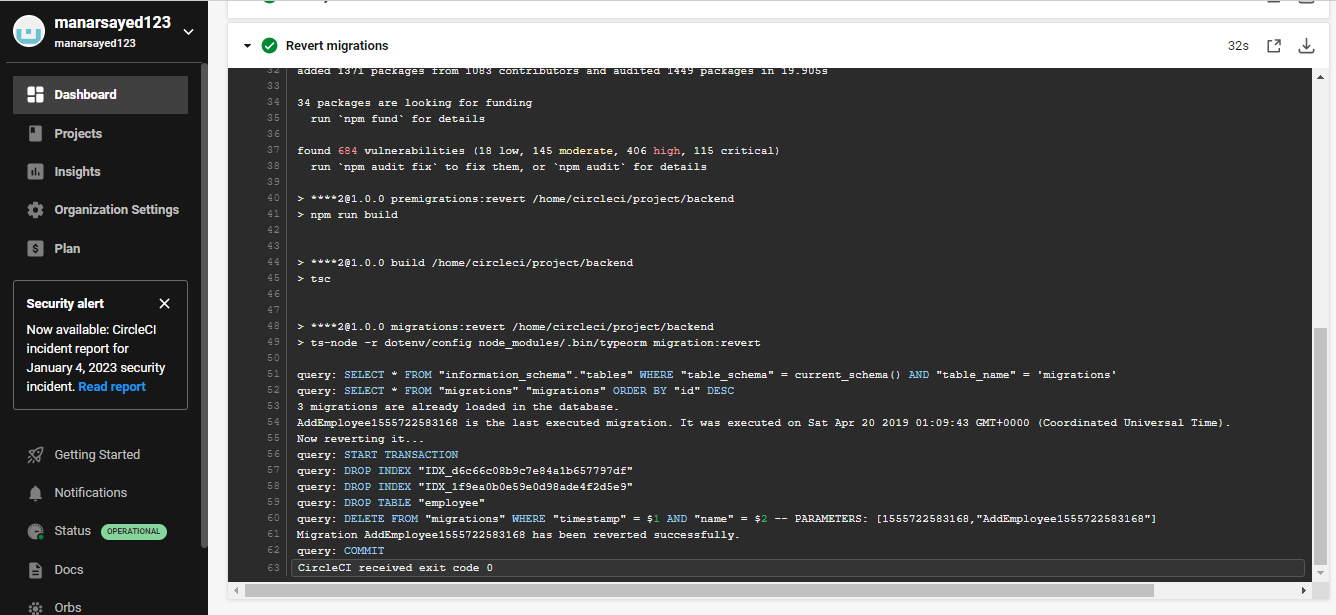 manarsayed123
manarsayed123
Dashboard
Projects
Insights
Organization Settings
Plan
Security alert
Now available: CircleCI
incident report for
January 4, 2023 security
incident. Read report
Getting Started
Notifications
Status OPERATIONAL
Docs
Orbs
Revert migrations 32s
32 added 1371 packages from 1083 contributors and audited 1449 packages in 19.905s
33
34 34 packages are looking for funding
35 run `npm fund` for details
36
37 found 684 vulnerabilities (18 low, 145 moderate, 406 high, 115 critical)
38 run `npm audit fix` to fix them, or `npm audit` for details
39
40 > ****2@1.0.0 premigrations:revert /home/circleci/project/backend
41 > npm run build
42
43
44 > ****2@1.0.0 build /home/circleci/project/backend
45 > tsc
46
47
48 > ****2@1.0.0 migrations:revert /home/circleci/project/backend
49 > ts-node -r dotenv/config node_modules/.bin/typeorm migration:revert
50
51 query: SELECT * FROM "information_schema"."tables" WHERE "table_schema" = current_schema() AND "table_name" = 'migrations'
52 query: SELECT * FROM "migrations" "migrations" ORDER BY "id" DESC
53 3 migrations are already loaded in the database.
54 AddEmployee1555722583168 is the last executed migration. It was executed on Sat Apr 20 2019 01:09:43 GMT+0000 (Coordinated Universal Time).
55 Now reverting it...
56 query: START TRANSACTION
57 query: DROP INDEX "IDX_d6c66c08b9c7e84a1b657797df"
58 query: DROP INDEX "IDX_1f9ea0b0e59e0d98ade4f2d5e9"
59 query: DROP TABLE "employee"
60 query: DELETE FROM "migrations" WHERE "timestamp" = $1 AND "name" = $2 -- PARAMETERS: [1555722583168,"AddEmployee1555722583168"]
61 Migration AddEmployee1555722583168 has been reverted successfully.
62 query: COMMIT
63 CircleCI received exit code 0